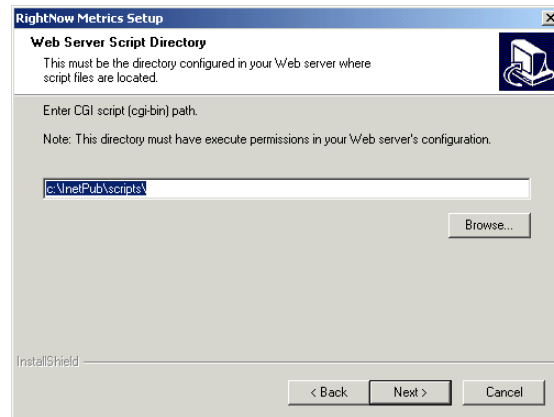 RightNow Metrics Setup
Web Server Script Directory
This must be the directory configured in your Web server where
script files are located.
Enter CGI script (cgi-bin) path.
Note: This directory must have execute permissions in your Web server's configuration.
c:\InetPub\scripts\
Browse...
InstallShield
< Back Next > Cancel